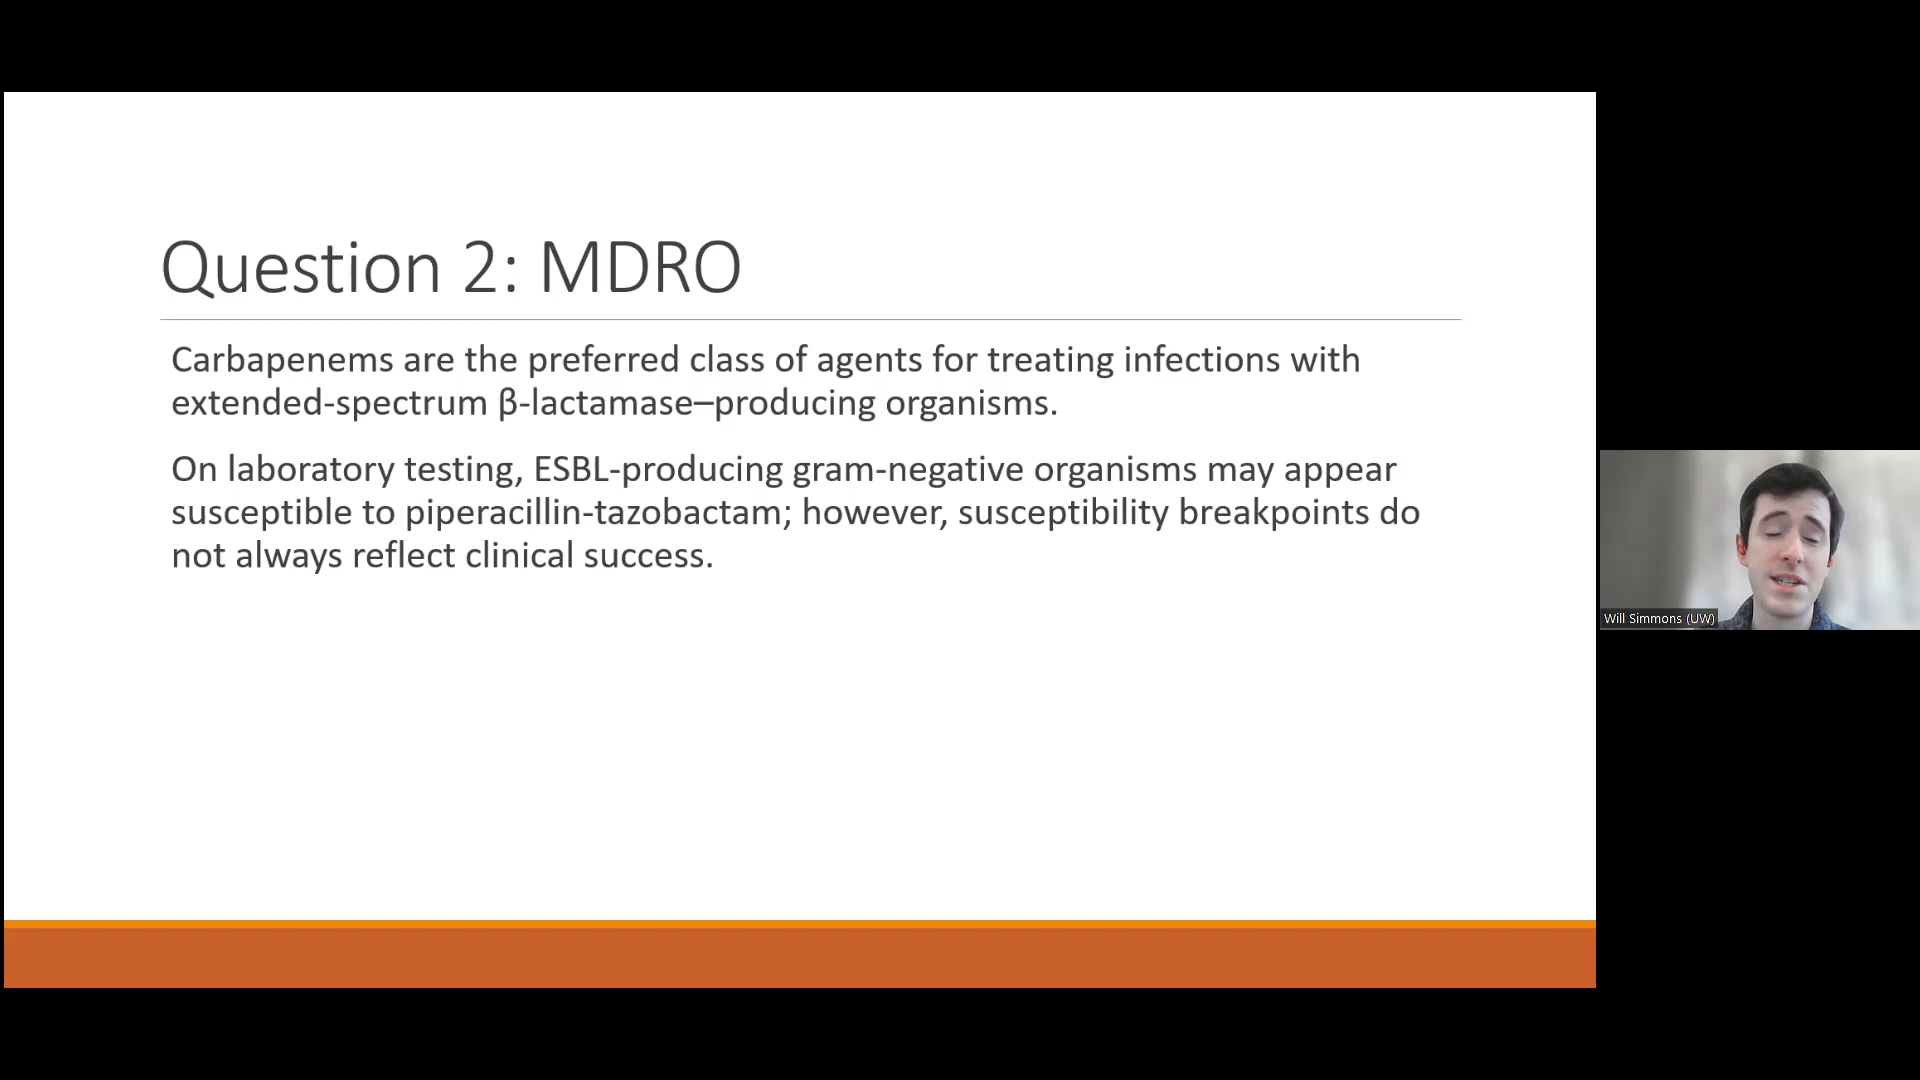 Question 2: MDRO
Carbapenems are the preferred class of agents for treating infections with
extended-spectrum β-lactamase–producing organisms.
On laboratory testing, ESBL-producing gram-negative organisms may appear
susceptible to piperacillin-tazobactam; however, susceptibility breakpoints do
not always reflect clinical success.
Will Simmons (UW)